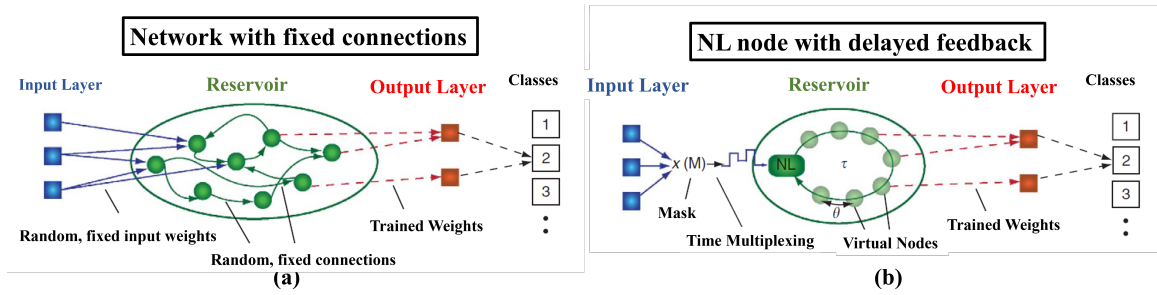 Network with fixed connections
Input Layer
Reservoir
Output Layer
Classes
1
2
3
Random, fixed input weights
Random, fixed connections
Trained Weights
(a)
NL node with delayed feedback
Input Layer
Reservoir
Output Layer
Classes
1
2
3
x (M)
NL
τ
θ
Mask
Time Multiplexing
Virtual Nodes
Trained Weights
(b)